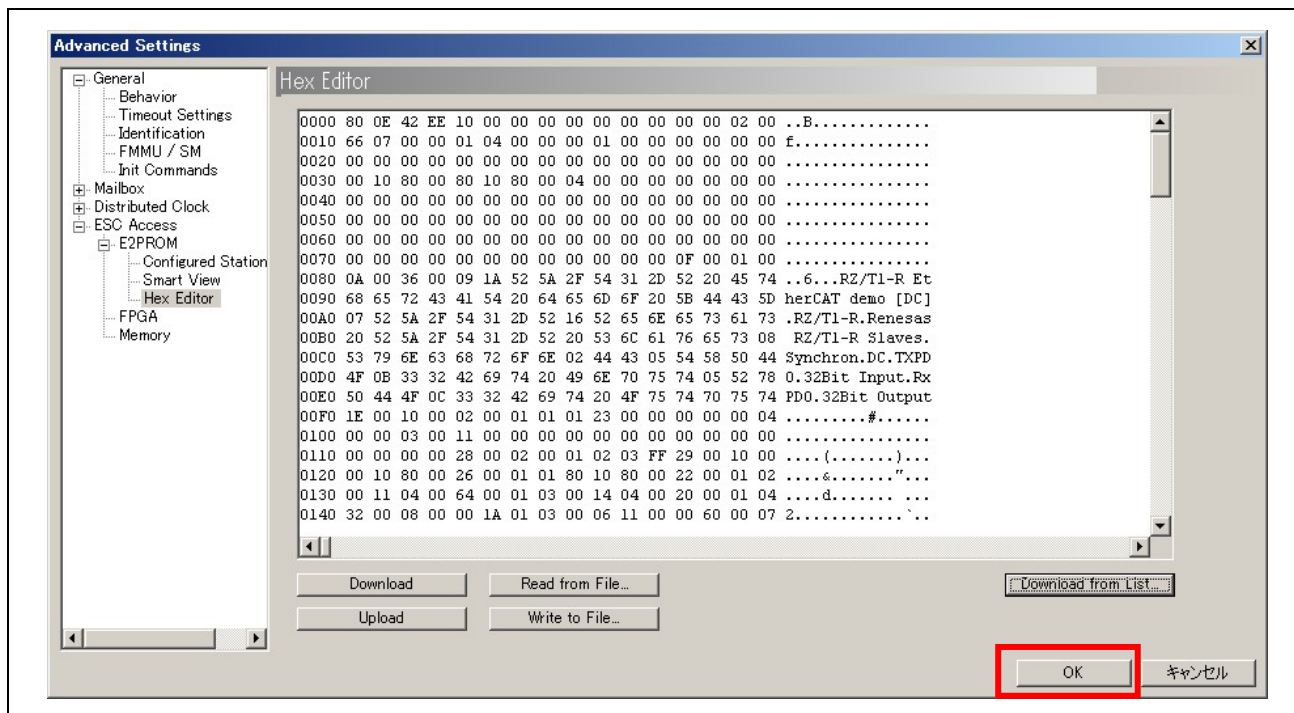 Advanced Settings
General
Behavior
Timeout Settings
Identification
FMMU / SM
Init Commands
Mailbox
Distributed Clock
ESC Access
E2PROM
Configured Station
Smart View
Hex Editor
FPGA
Memory
Hex Editor
0000 80 0E 42 EE 10 00 00 00 00 00 00 00 00 00 02 00 ..B.............
0010 66 07 00 00 01 04 00 00 00 01 00 00 00 00 00 00 f...............
0020 00 00 00 00 00 00 00 00 00 00 00 00 00 00 00 00 ................
0030 00 10 80 00 80 10 80 00 04 00 00 00 00 00 00 00 ................
0040 00 00 00 00 00 00 00 00 00 00 00 00 00 00 00 00 ................
0050 00 00 00 00 00 00 00 00 00 00 00 00 00 00 00 00 ................
0060 00 00 00 00 00 00 00 00 00 00 00 00 00 00 00 00 ................
0070 00 00 00 00 00 00 00 00 00 00 00 00 0F 00 01 00 ................
0080 0A 00 36 00 09 1A 52 5A 2F 54 31 2D 52 20 45 74 ..6...RZ/T1-R Et
0090 68 65 72 43 41 54 20 64 65 6D 6F 20 5B 44 43 5D herCAT demo [DC]
00A0 07 52 5A 2F 54 31 2D 52 16 52 65 6E 65 73 61 73 .RZ/T1-R.Renesas
00B0 20 52 5A 2F 54 31 2D 52 20 53 6C 61 76 65 73 08  RZ/T1-R Slaves.
00C0 53 79 6E 63 68 72 6F 6E 02 44 43 05 54 58 50 44 Synchron.DC.TXPD
00D0 4F 0B 33 32 42 69 74 20 49 6E 70 75 74 05 52 78 O.32Bit Input.Rx
00E0 50 44 4F 0C 33 32 42 69 74 20 4F 75 74 70 75 74 PDO.32Bit Output
00F0 1E 00 10 00 02 00 01 01 01 23 00 00 00 00 00 04 .........#......
0100 00 00 03 00 11 00 00 00 00 00 00 00 00 00 00 00 ................
0110 00 00 00 00 28 00 02 00 01 02 03 FF 29 00 10 00 ....(.......)...
0120 00 10 80 00 26 00 01 01 80 10 80 00 22 00 01 02 ....&......."...
0130 00 11 04 00 64 00 01 03 00 14 04 00 20 00 01 04 ....d....... ...
0140 32 00 08 00 00 1A 01 03 00 06 11 00 00 60 00 07 2............`..
Download
Read from File...
Download from List...
Upload
Write to File...
OK
キャンセル